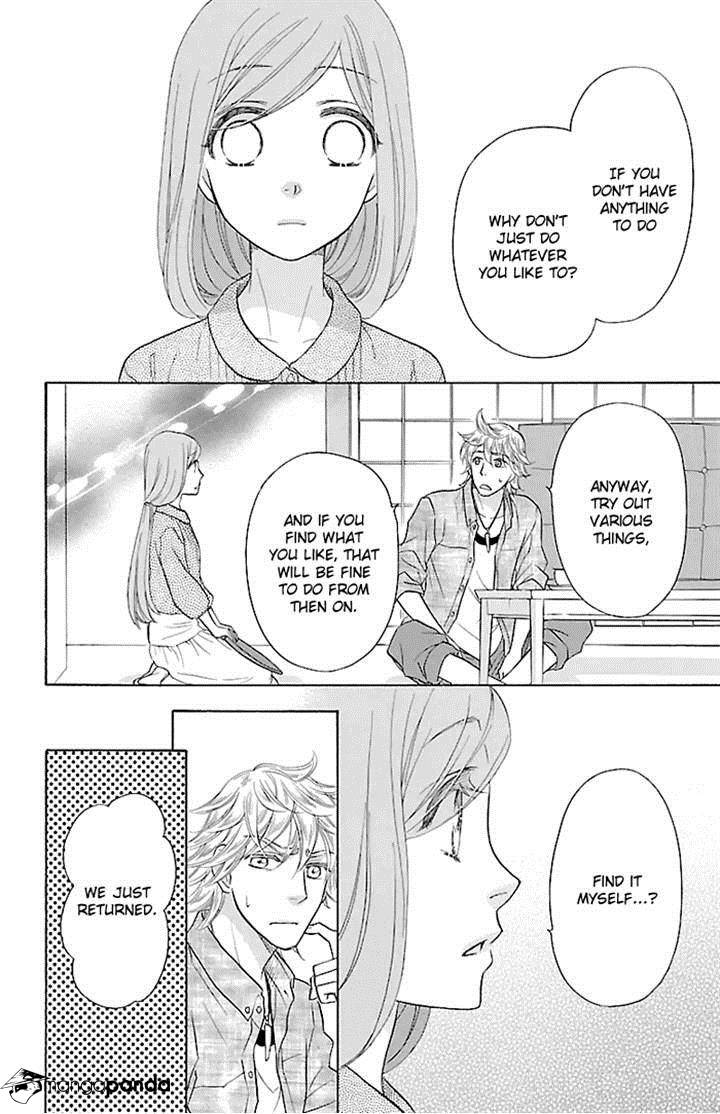 IF YOU
DON'T HAVE
ANYTHING
TO DO
WHY DON'T
JUST DO
WHATEVER
YOU LIKE TO?
ANYWAY,
TRY OUT
VARIOUS
THINGS,
AND IF YOU
FIND WHAT
YOU LIKE, THAT
WILL BE FINE
TO DO FROM
THEN ON.
FIND IT
MYSELF...?
WE JUST
RETURNED.
mangapanda